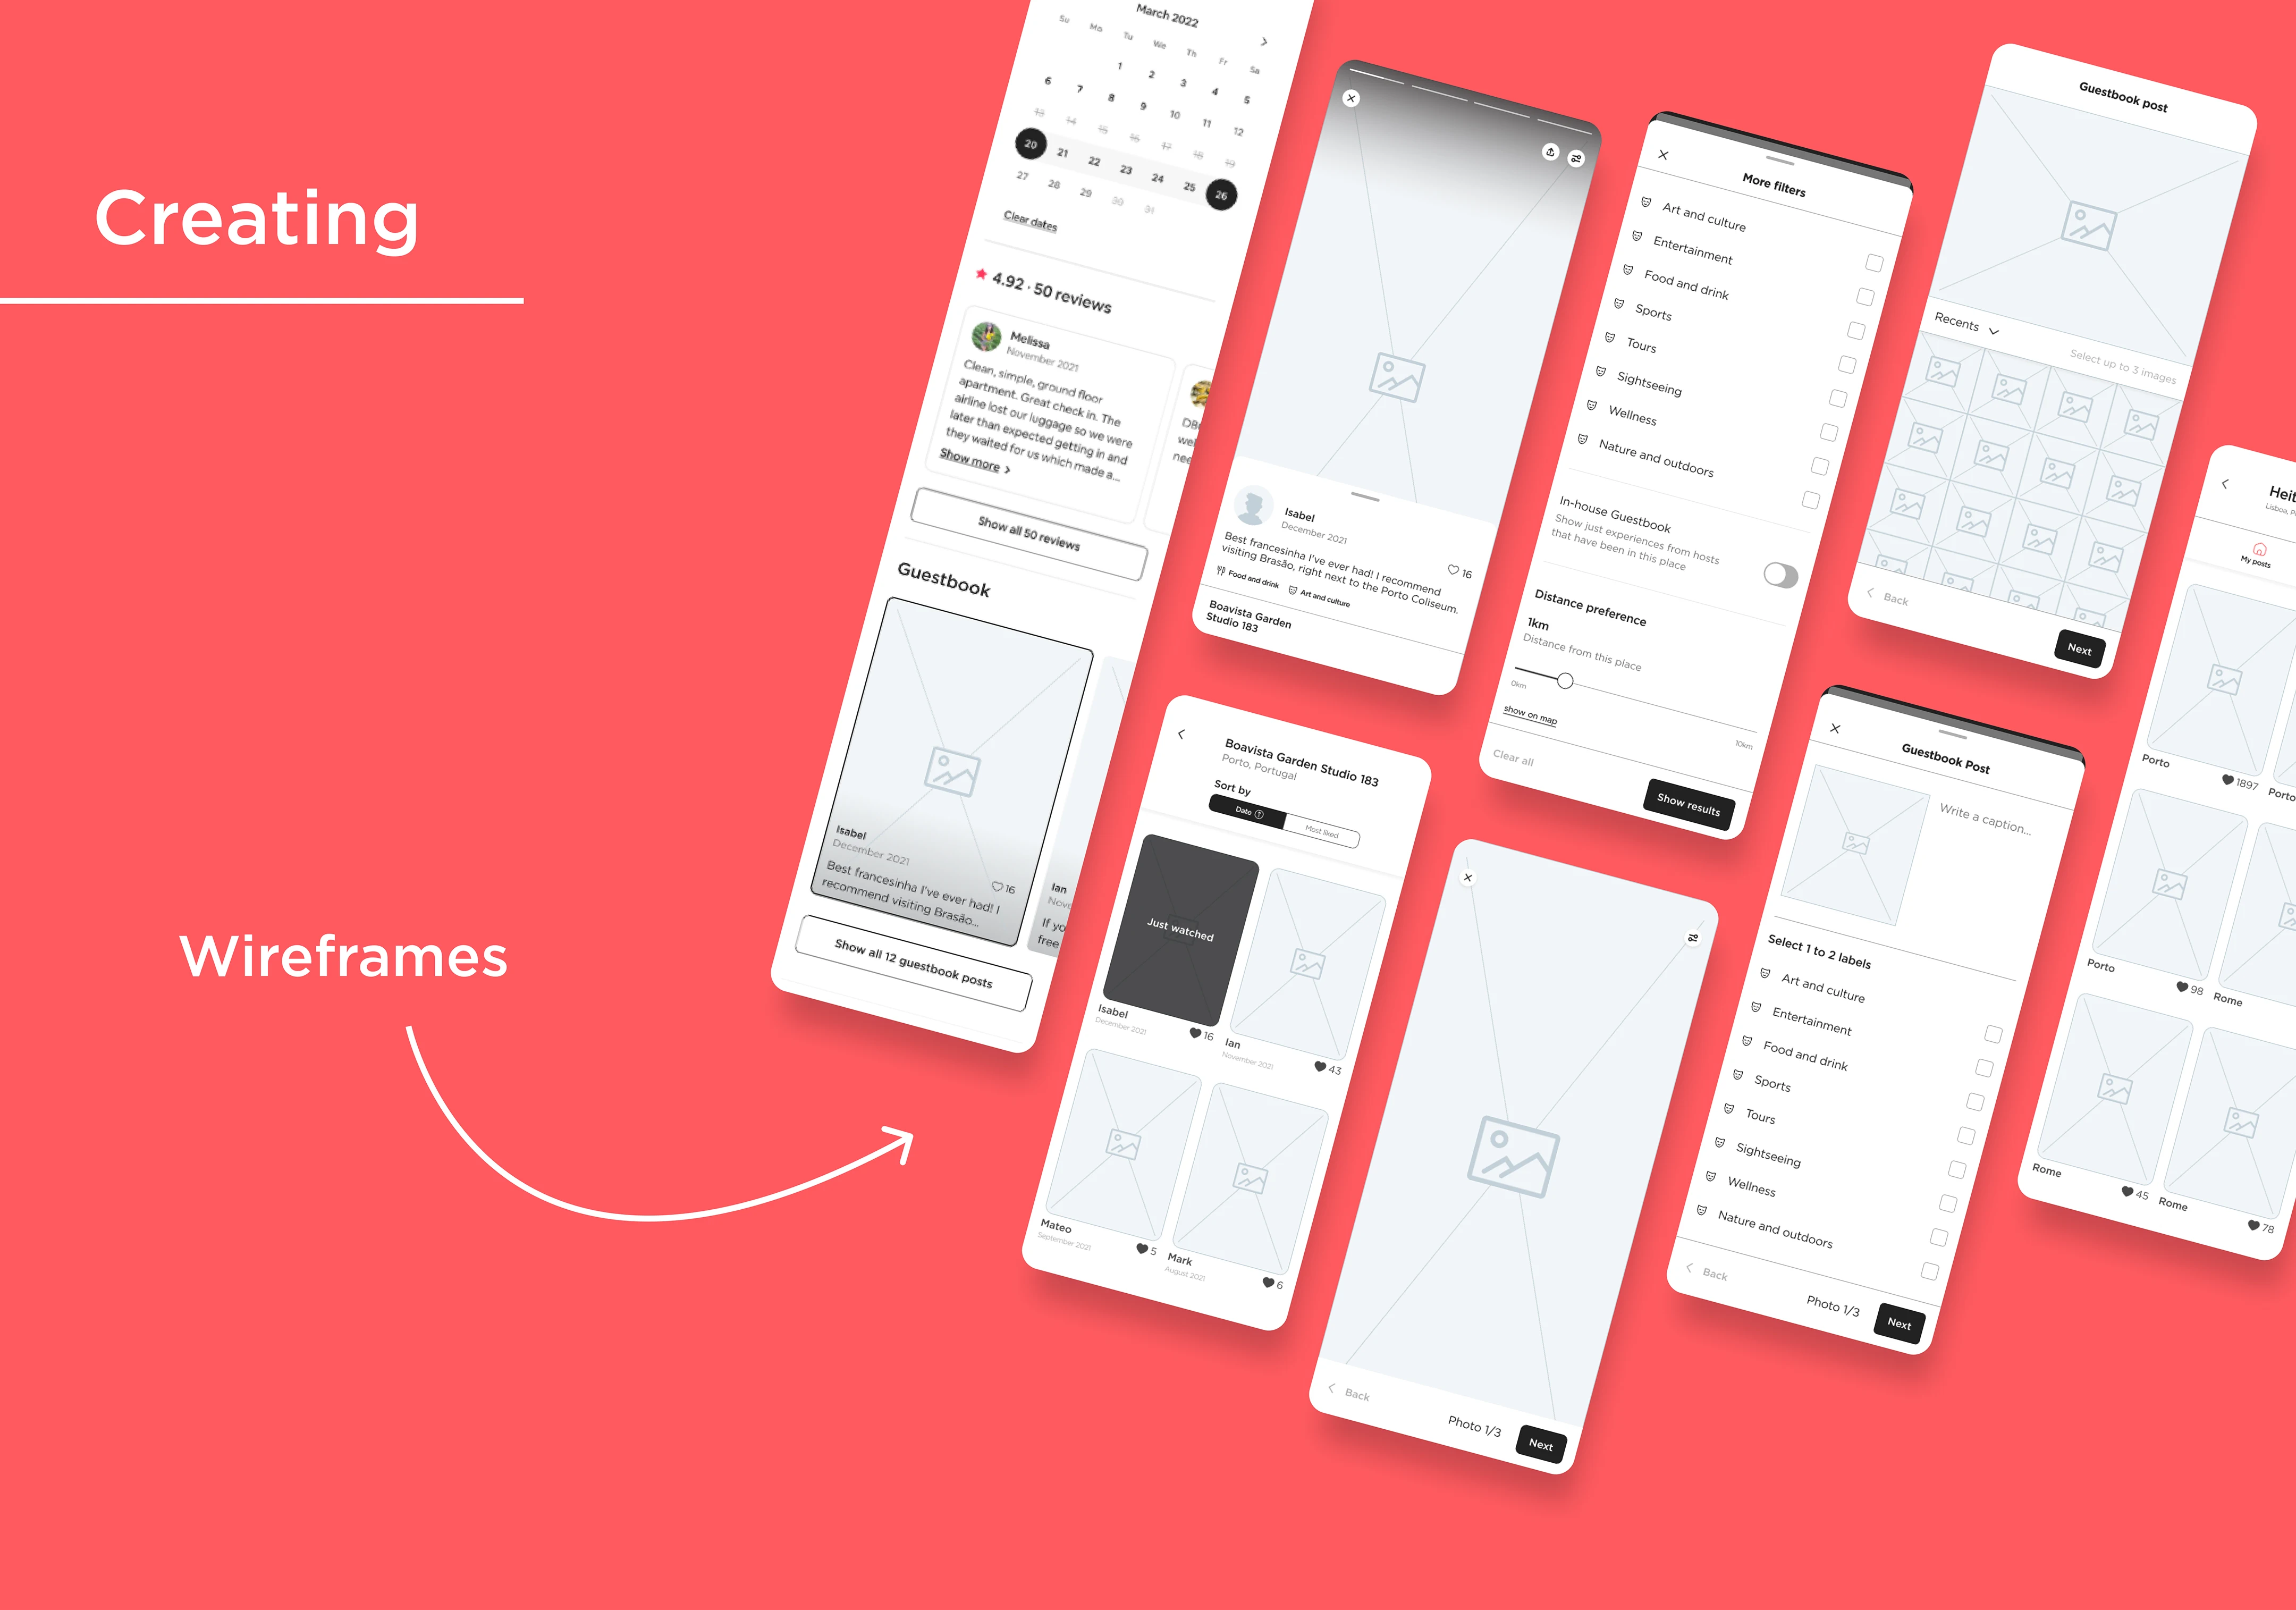 Creating
Wireframes
March 2022
Su Mo Tu We Th Fr Sa
1 2 3 4 5
6 7 8 9 10 11 12
13 14 15 16 17 18 19
20 21 22 23 24 25 26
27 28 29 30 31
Clear dates
4.92 · 50 reviews
Melissa
November 2021
Clean, simple, ground floor
apartment. Great check in. The
airline lost our luggage so we were
later than expected getting in and
they waited for us which made a...
Show more
Show all 50 reviews
Guestbook
Isabel
December 2021
Best francesinha I've ever had! I
recommend visiting Brasão...
16
Ian
If yo
free
Show all 12 guestbook posts
Isabel
December 2021
Best francesinha I've ever had! I recommend
visiting Brasão, right next to the Porto Coliseum.
16
Food and drink Art and culture
Boavista Garden
Studio 183
Boavista Garden Studio 183
Porto, Portugal
Sort by
Date Most liked
Just watched
Isabel
December 2021
16
Ian
November 2021
43
Mateo
September 2021
5
Mark
August 2021
6
More filters
Art and culture
Entertainment
Food and drink
Sports
Tours
Sightseeing
Wellness
Nature and outdoors
In-house Guestbook
Show just experiences from hosts
that have been in this place
Distance preference
1km
Distance from this place
0km
10km
show on map
Clear all
Show results
Back
Photo 1/3
Next
Guestbook post
Recents
Select up to 3 images
Back
Next
Guestbook Post
Write a caption...
Select 1 to 2 labels
Art and culture
Entertainment
Food and drink
Sports
Tours
Sightseeing
Wellness
Nature and outdoors
Back
Photo 1/3
Next
Heit
Lisboa, P
My posts
Porto
1897
Porto
Porto
98
Rome
Rome
45
Rome
78